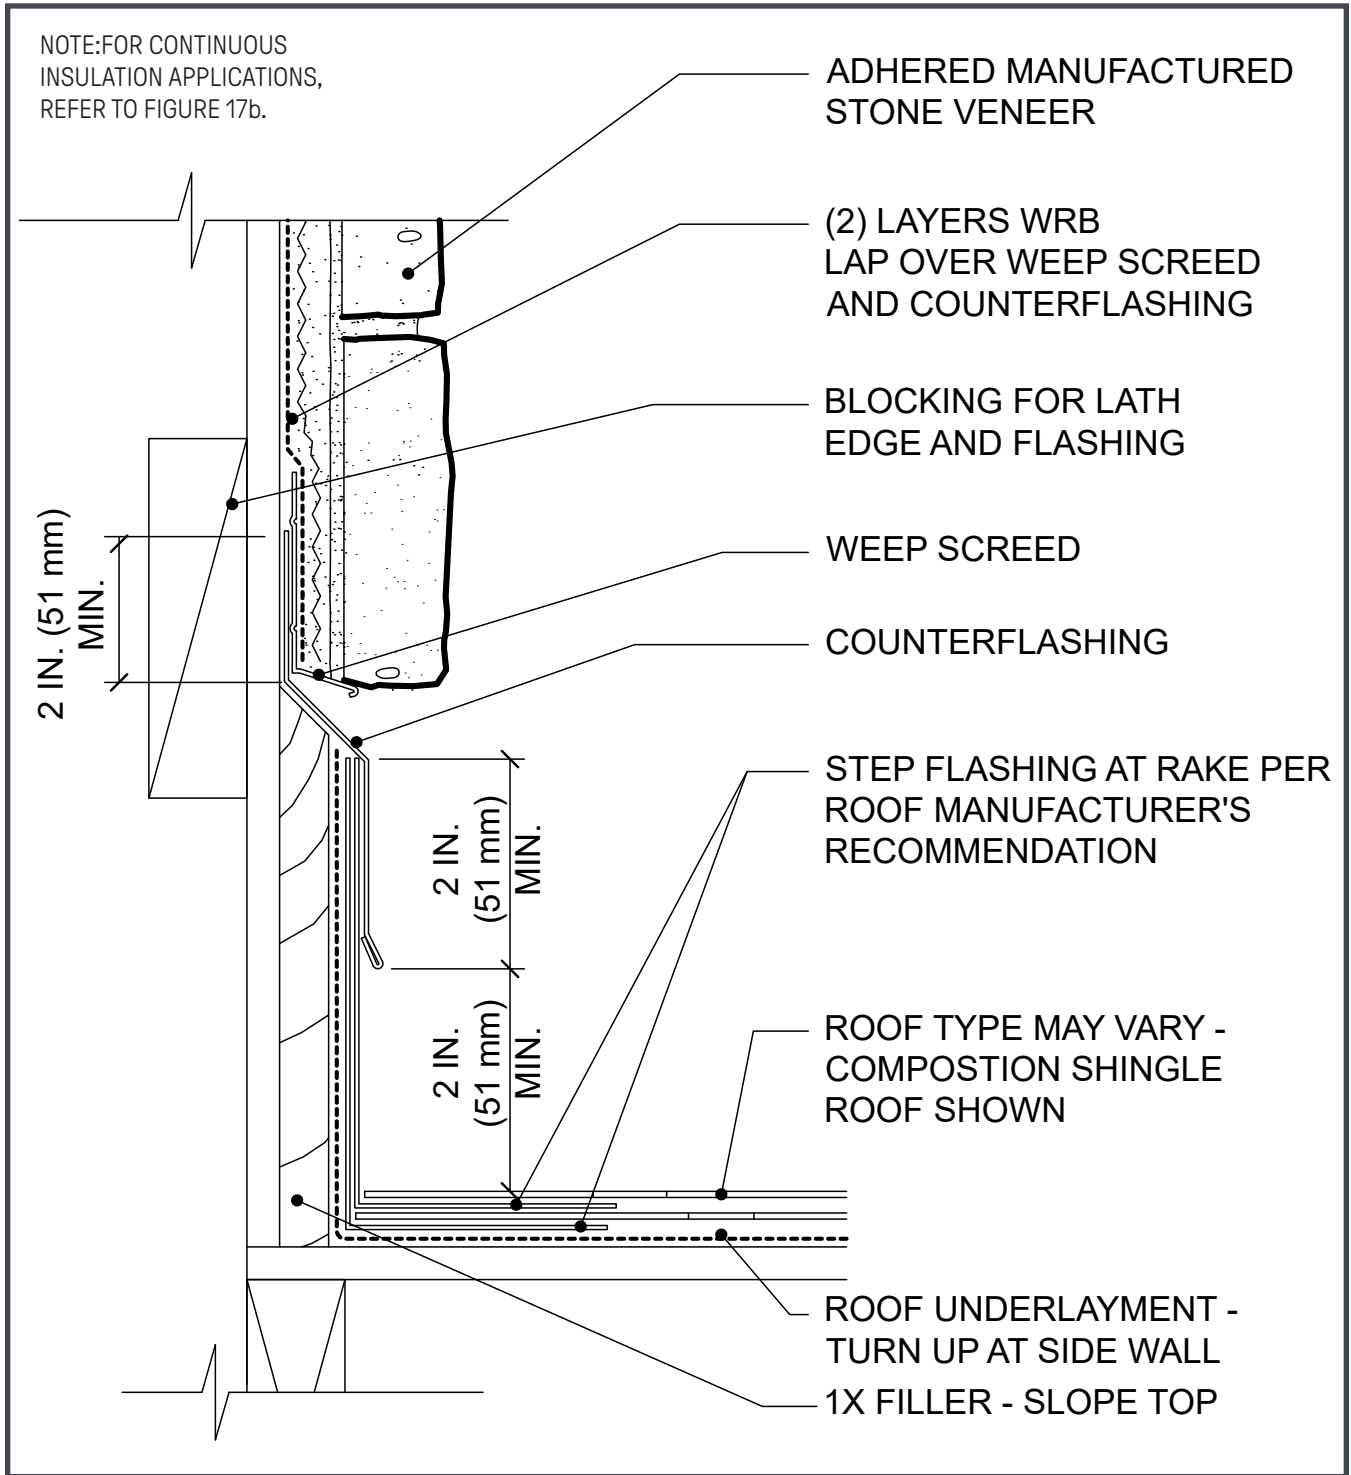 NOTE:FOR CONTINUOUS
INSULATION APPLICATIONS,
REFER TO FIGURE 17b.
ADHERED MANUFACTURED
STONE VENEER
(2) LAYERS WRB
LAP OVER WEEP SCREED
AND COUNTERFLASHING
BLOCKING FOR LATH
EDGE AND FLASHING
2 IN. (51 mm)
MIN.
WEEP SCREED
COUNTERFLASHING
STEP FLASHING AT RAKE PER
ROOF MANUFACTURER'S
RECOMMENDATION
2 IN.
(51 mm)
MIN.
2 IN.
(51 mm)
MIN.
ROOF TYPE MAY VARY -
COMPOSTION SHINGLE
ROOF SHOWN
ROOF UNDERLAYMENT -
TURN UP AT SIDE WALL
1X FILLER - SLOPE TOP